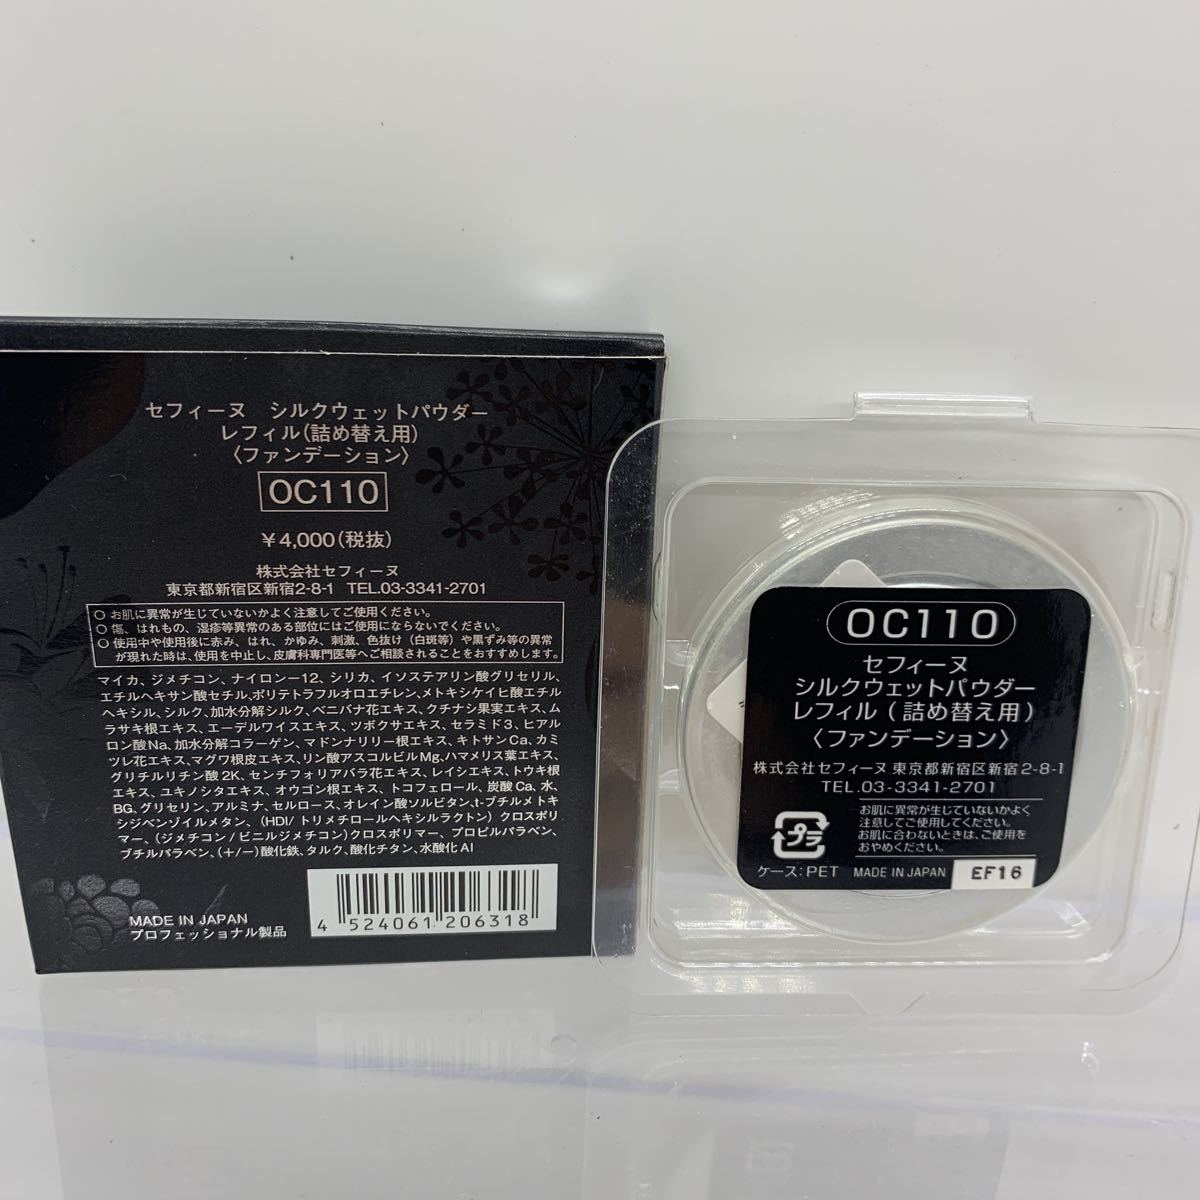 セフィーヌ シルクウェットパウダー
レフィル(詰め替え用)
〈ファンデーション〉
OC110
￥4,000(税抜)
株式会社セフィーヌ
東京都新宿区新宿2-8-1 TEL.03-3341-2701
○ お肌に異常が生じていないかよく注意してご使用ください。
○ 傷、はれもの、湿疹等異常のある部位にはご使用にならないでください。
○ 使用中や使用後に赤み、はれ、かゆみ、刺激、色抜け(白斑等)や黒ずみ等の異常
が現れた時は、使用を中止し、皮膚科専門医等へご相談されることをおすすめします。
マイカ、ジメチコン、ナイロン-12、シリカ、イソステアリン酸グリセリル、
エチルヘキサン酸セチル、ポリテトラフルオロエチレン、メトキシケイヒ酸エチル
ヘキシル、シルク、加水分解シルク、ベニバナ花エキス、クチナシ果実エキス、ム
ラサキ根エキス、エーデルワイスエキス、ツボクサエキス、セラミド3、ヒアル
ロン酸Na、加水分解コラーゲン、マドンナリリー根エキス、キトサンCa、カミ
ツレ花エキス、マグワ根皮エキス、リン酸アスコルビルMg、ハマメリス葉エキス、
グリチルリチン酸2K、センチフォリアバラ花エキス、レイシエキス、トウキ根
エキス、ユキノシタエキス、オウゴン根エキス、トコフェロール、炭酸Ca、水、
BG、グリセリン、アルミナ、セルロース、オレイン酸ソルビタン、t-ブチルメトキ
シジベンゾイルメタン、(HDI/トリメチロールヘキシルラクトン)クロスポリ
マー、(ジメチコン/ビニルジメチコン)クロスポリマー、プロピルパラベン、
ブチルパラベン、(+/-)酸化鉄、タルク、酸化チタン、水酸化Al
MADE IN JAPAN
プロフェッショナル製品
4 524061 206318
OC110
セフィーヌ
シルクウェットパウダー
レフィル(詰め替え用)
〈ファンデーション〉
株式会社セフィーヌ 東京都新宿区新宿2-8-1
TEL.03-3341-2701
お肌に異常が生じていないかよく
注意してご使用してください。
お肌に合わないときは、ご使用を
おやめください。
プラ
ケース:PET MADE IN JAPAN EF16